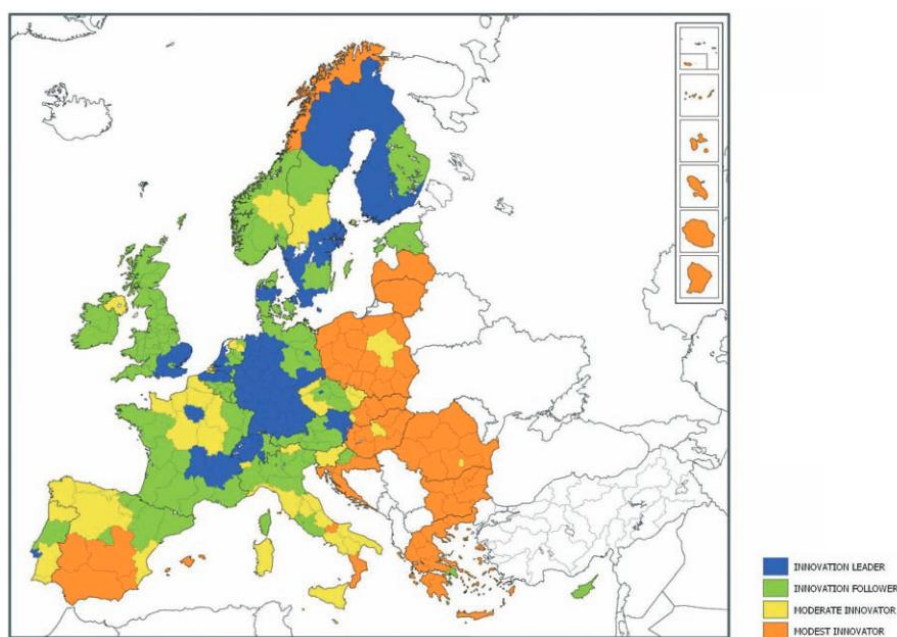 INNOVATION LEADER
INNOVATION FOLLOWER
MODERATE INNOVATOR
MODEST INNOVATOR